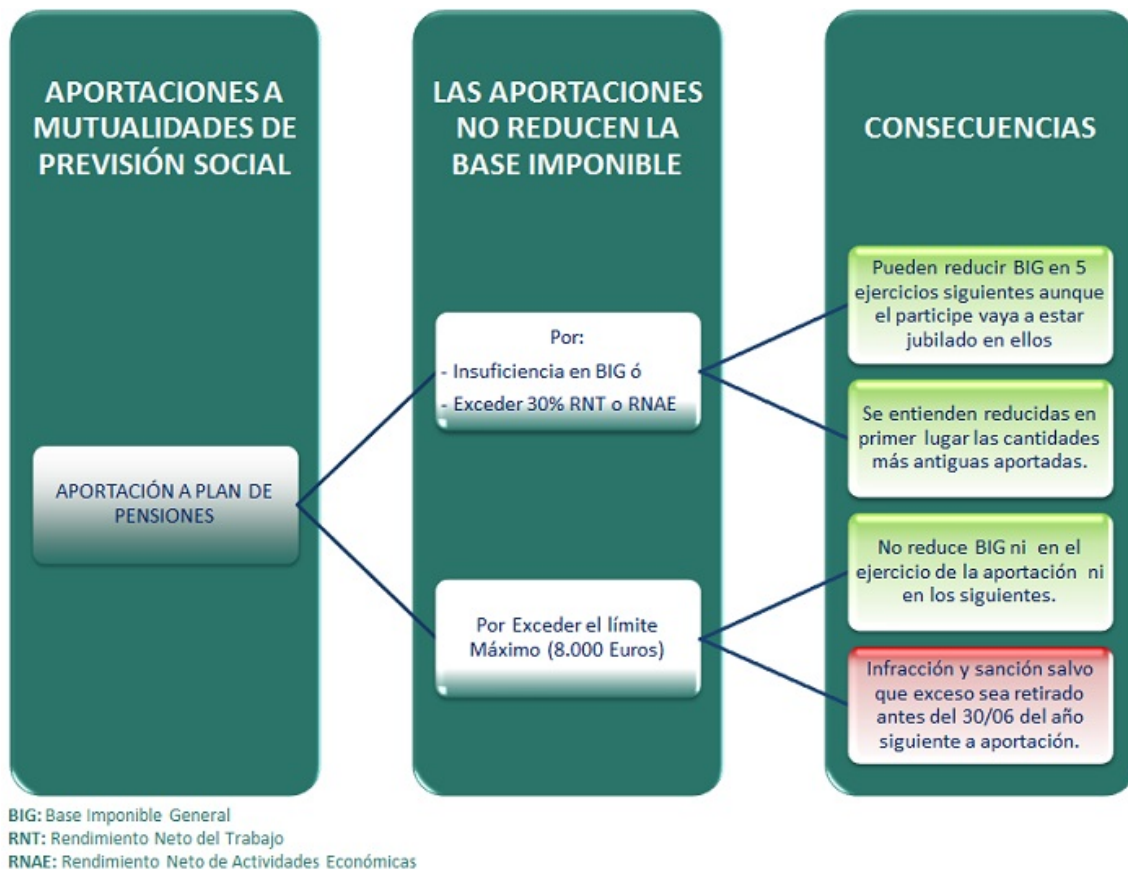 APORTACIONES A
MUTUALIDADES DE
PREVISIÓN SOCIAL
APORTACIÓN A PLAN DE
PENSIONES
LAS APORTACIONES
NO REDUCEN LA
BASE IMPONIBLE
Por:
- Insuficiencia en BIG ó
- Exceder 30% RNT o RNAE
Por Exceder el límite
Máximo (8.000 Euros)
CONSECUENCIAS
Pueden reducir BIG en 5
ejercicios siguientes aunque
el participe vaya a estar
jubilado en ellos
Se entienden reducidas en
primer lugar las cantidades
más antiguas aportadas.
No reduce BIG ni en el
ejercicio de la aportación ni
en los siguientes.
Infracción y sanción salvo
que exceso sea retirado
antes del 30/06 del año
siguiente a aportación.
BIG: Base Imponible General
RNT: Rendimiento Neto del Trabajo
RNAE: Rendimiento Neto de Actividades Económicas